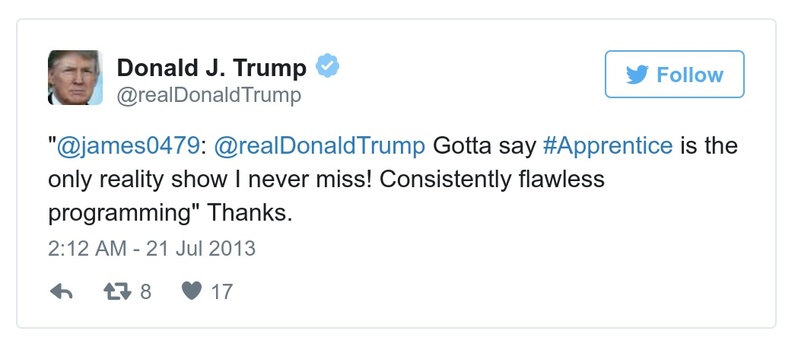 Donald J. Trump
@realDonaldTrump
Follow
"@james0479: @realDonaldTrump Gotta say #Apprentice is the
only reality show I never miss! Consistently flawless
programming" Thanks.
2:12 AM - 21 Jul 2013
8 17